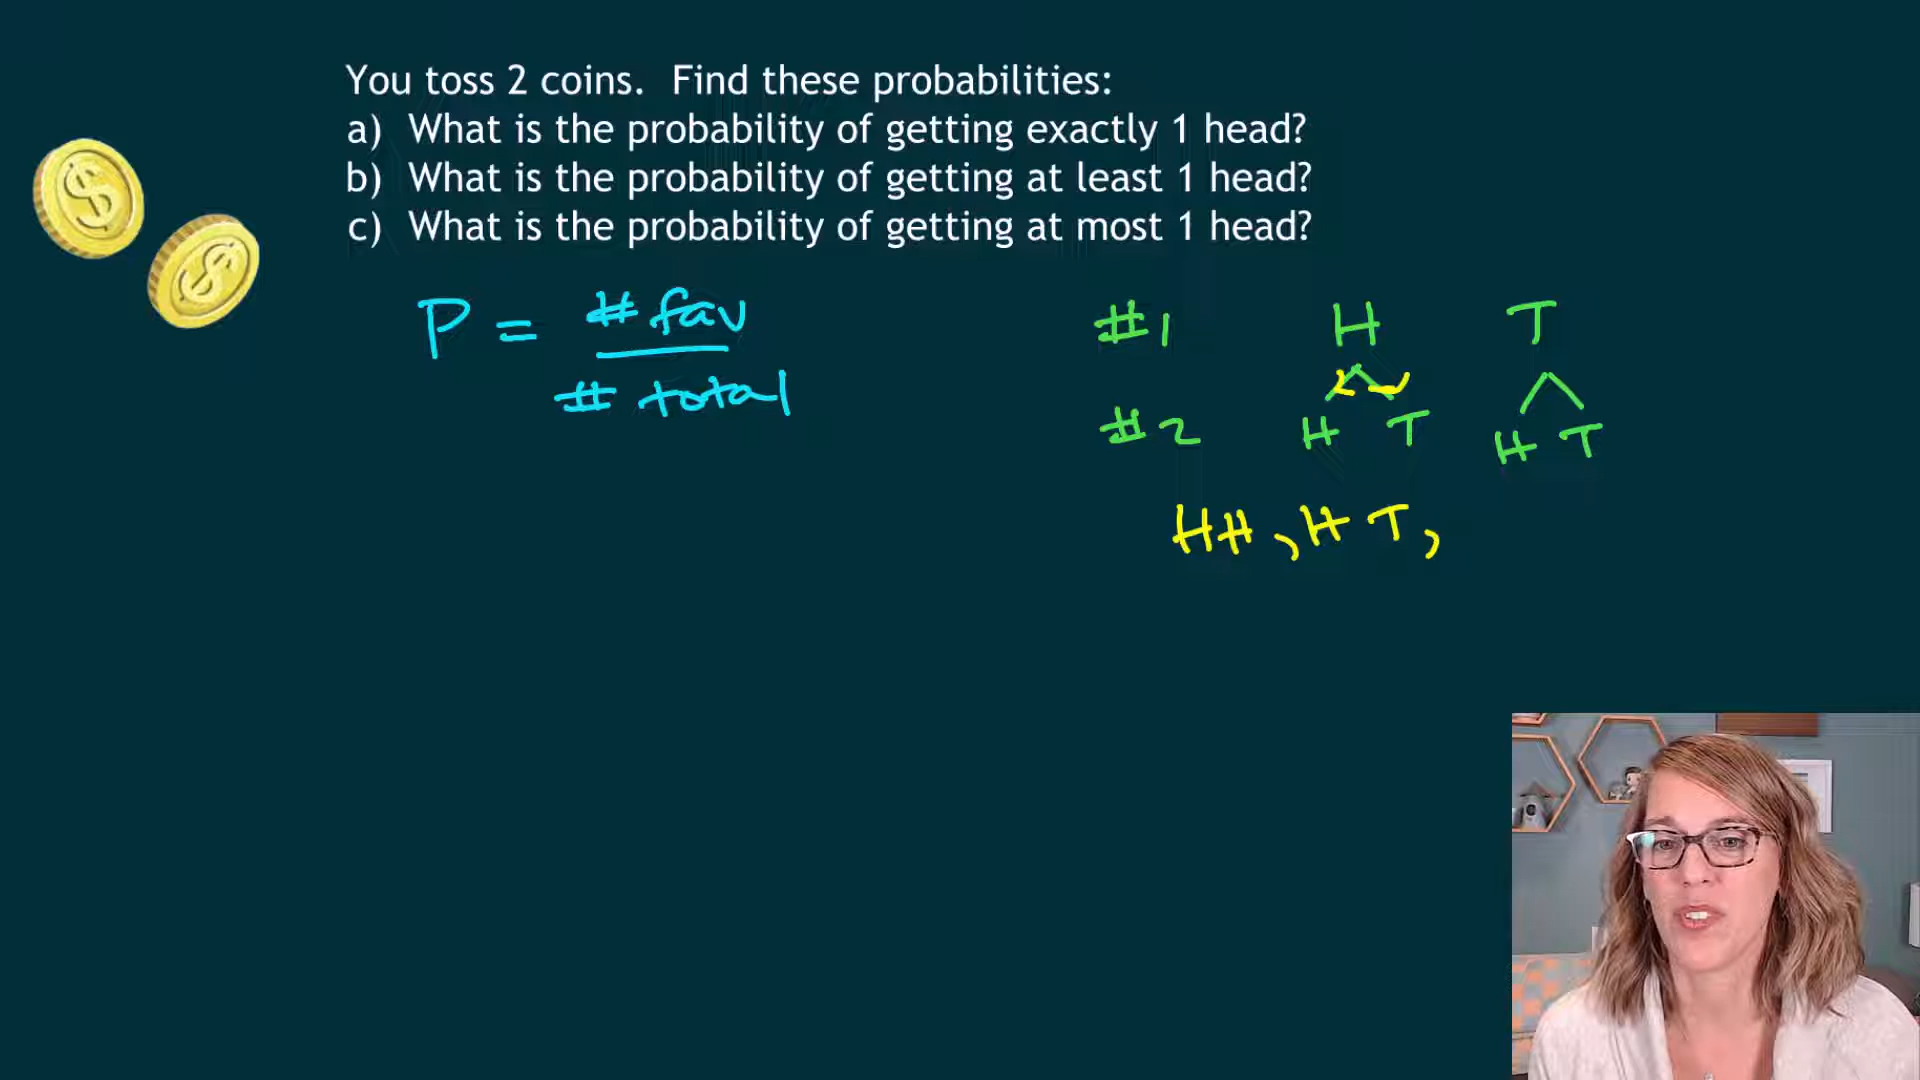 You toss 2 coins. Find these probabilities:
a) What is the probability of getting exactly 1 head?
b) What is the probability of getting at least 1 head?
c) What is the probability of getting at most 1 head?
P = # fav / # total
#1 H T
#2 H T H T
HH, HT,